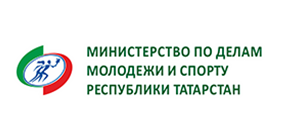 МИНИСТЕРСТВО ПО ДЕЛАМ
МОЛОДЕЖИ И СПОРТУ
РЕСПУБЛИКИ ТАТАРСТАН